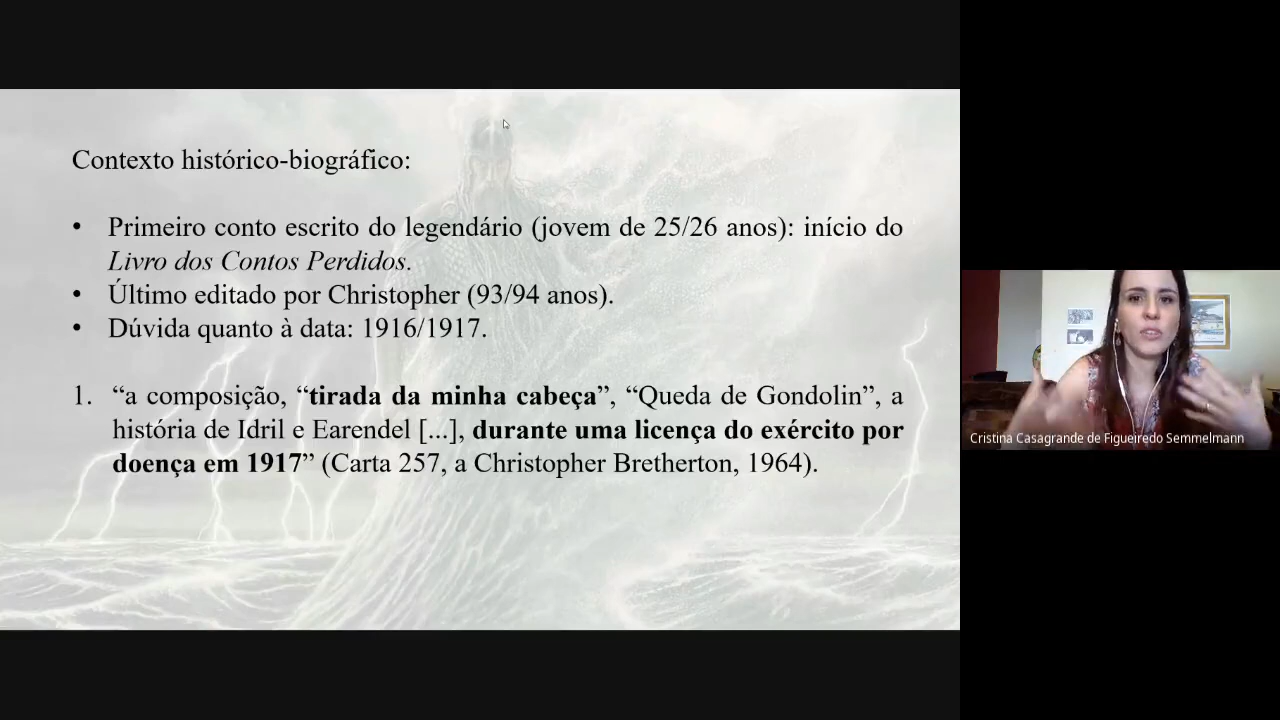 Contexto histórico-biográfico:
• Primeiro conto escrito do legendário (jovem de 25/26 anos): início do
Livro dos Contos Perdidos.
• Último editado por Christopher (93/94 anos).
• Dúvida quanto à data: 1916/1917.
1. “a composição, “tirada da minha cabeça”, “Queda de Gondolin”, a
história de Idril e Earendel [...], durante uma licença do exército por
doença em 1917” (Carta 257, a Christopher Bretherton, 1964).
Cristina Casagrande de Figueiredo Semmelmann